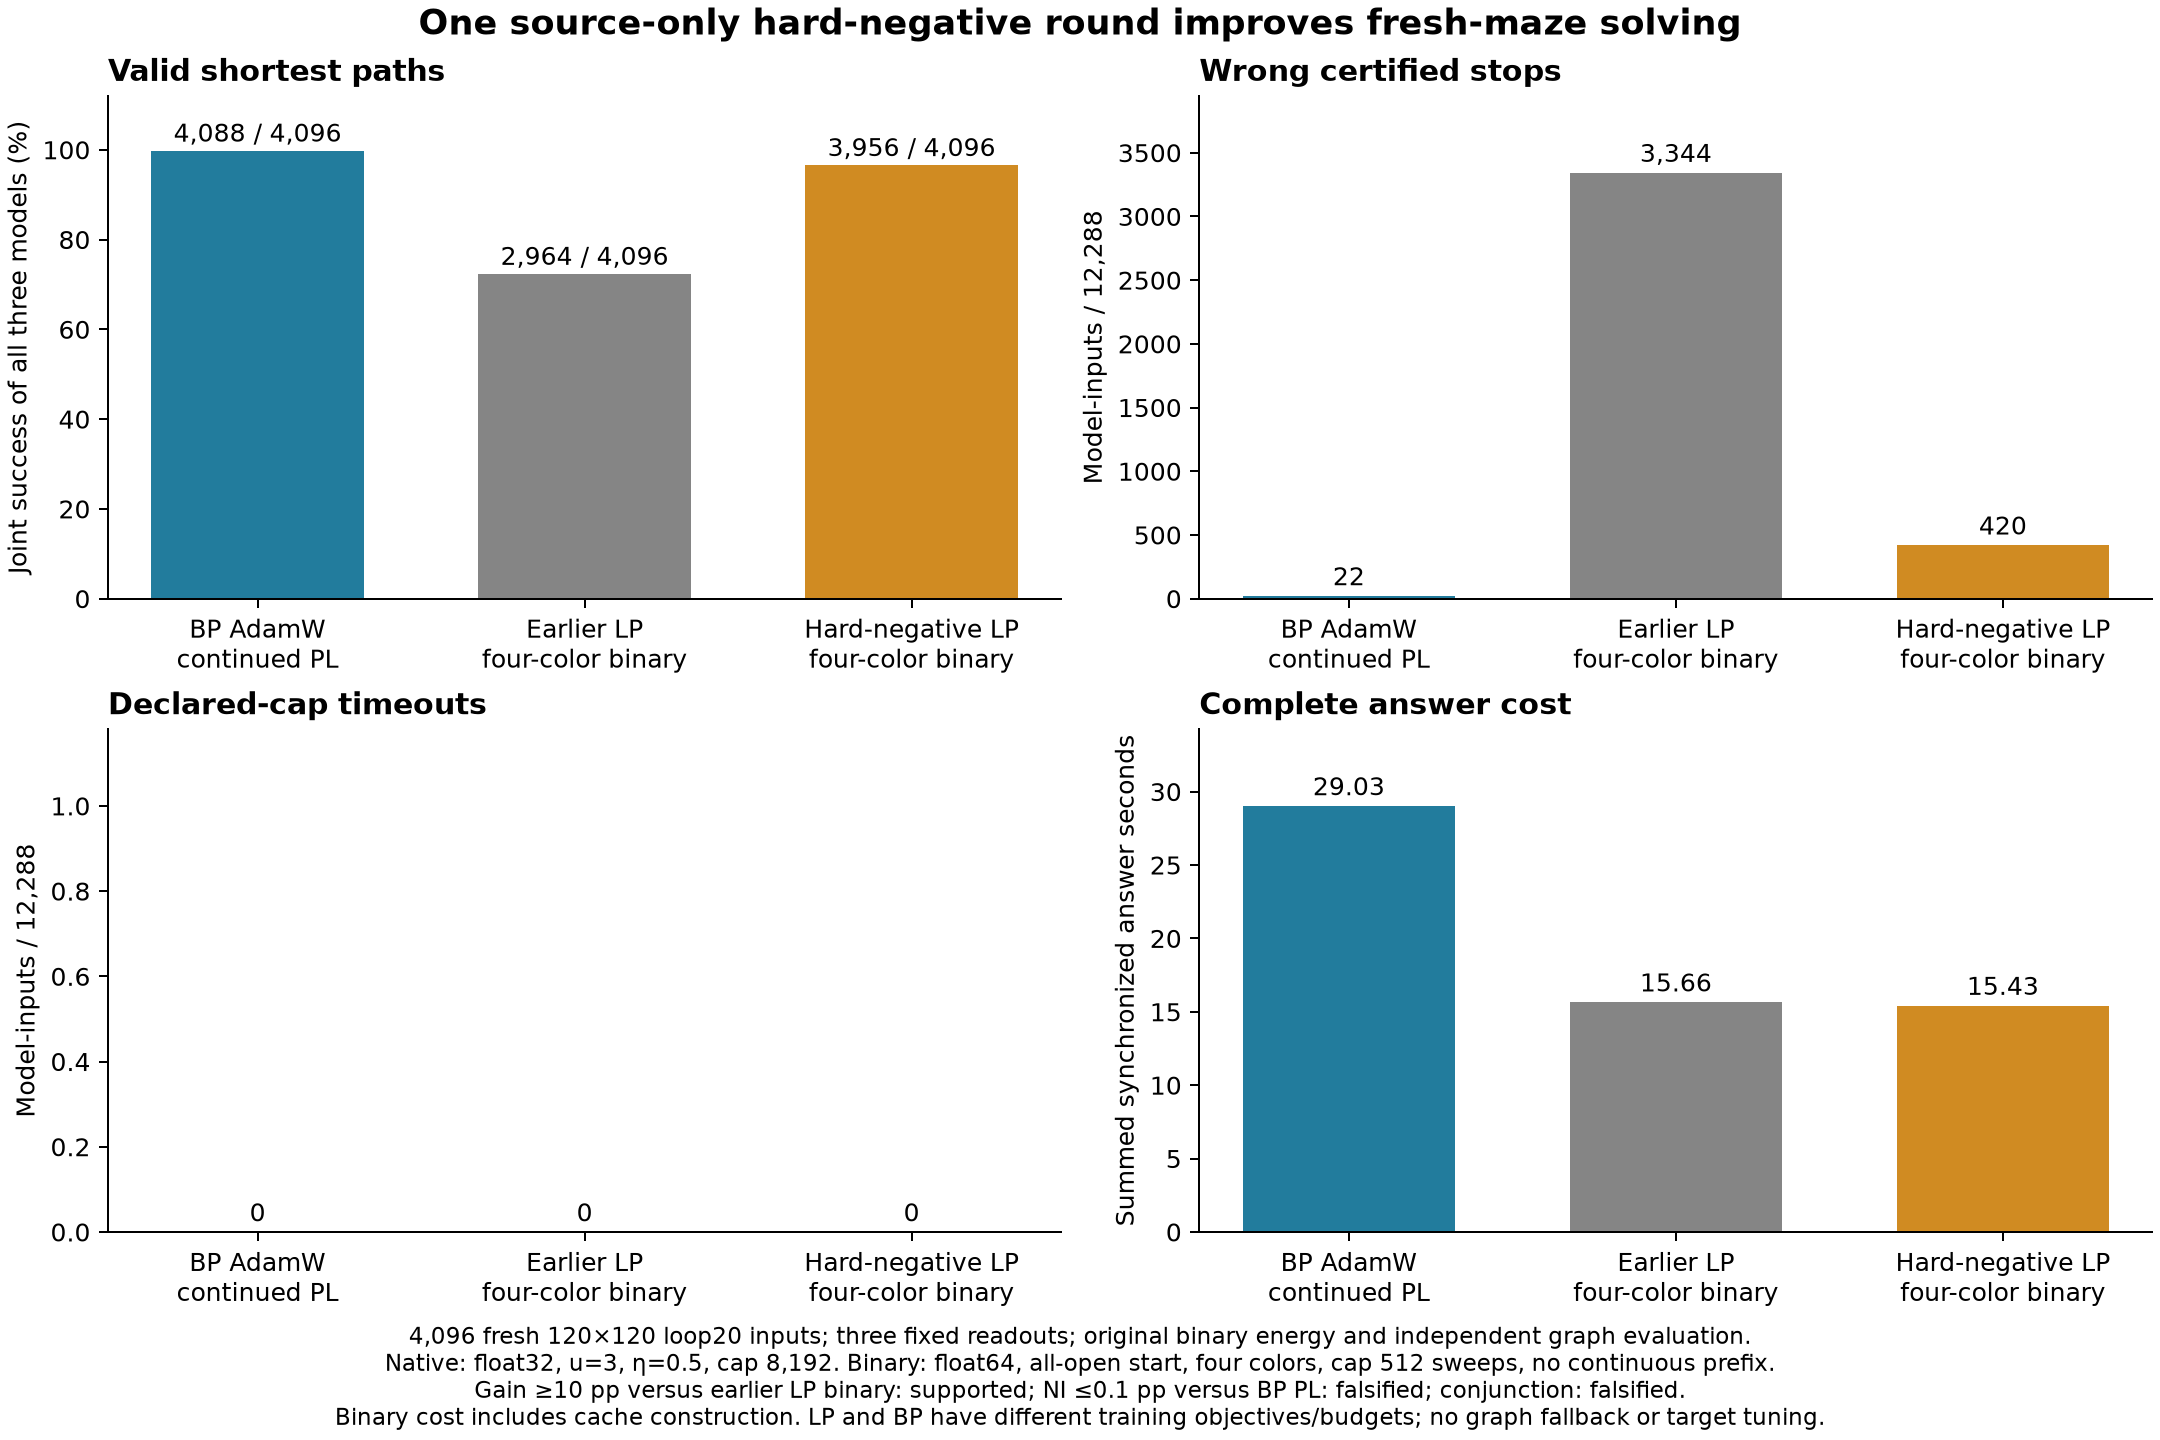 One source-only hard-negative round improves fresh-maze solving
Valid shortest paths
Joint success of all three models (%)
100
80
60
40
20
0
4,088 / 4,096
2,964 / 4,096
3,956 / 4,096
BP AdamW
continued PL
Earlier LP
four-color binary
Hard-negative LP
four-color binary
Wrong certified stops
Model-inputs / 12,288
3500
3000
2500
2000
1500
1000
500
0
22
3,344
420
BP AdamW
continued PL
Earlier LP
four-color binary
Hard-negative LP
four-color binary
Declared-cap timeouts
Model-inputs / 12,288
1.0
0.8
0.6
0.4
0.2
0.0
0
0
0
BP AdamW
continued PL
Earlier LP
four-color binary
Hard-negative LP
four-color binary
Complete answer cost
Summed synchronized answer seconds
30
25
20
15
10
5
0
29.03
15.66
15.43
BP AdamW
continued PL
Earlier LP
four-color binary
Hard-negative LP
four-color binary
4,096 fresh 120×120 loop20 inputs; three fixed readouts; original binary energy and independent graph evaluation.
Native: float32, u=3, η=0.5, cap 8,192. Binary: float64, all-open start, four colors, cap 512 sweeps, no continuous prefix.
Gain ≥10 pp versus earlier LP binary: supported; NI ≤0.1 pp versus BP PL: falsified; conjunction: falsified.
Binary cost includes cache construction. LP and BP have different training objectives/budgets; no graph fallback or target tuning.